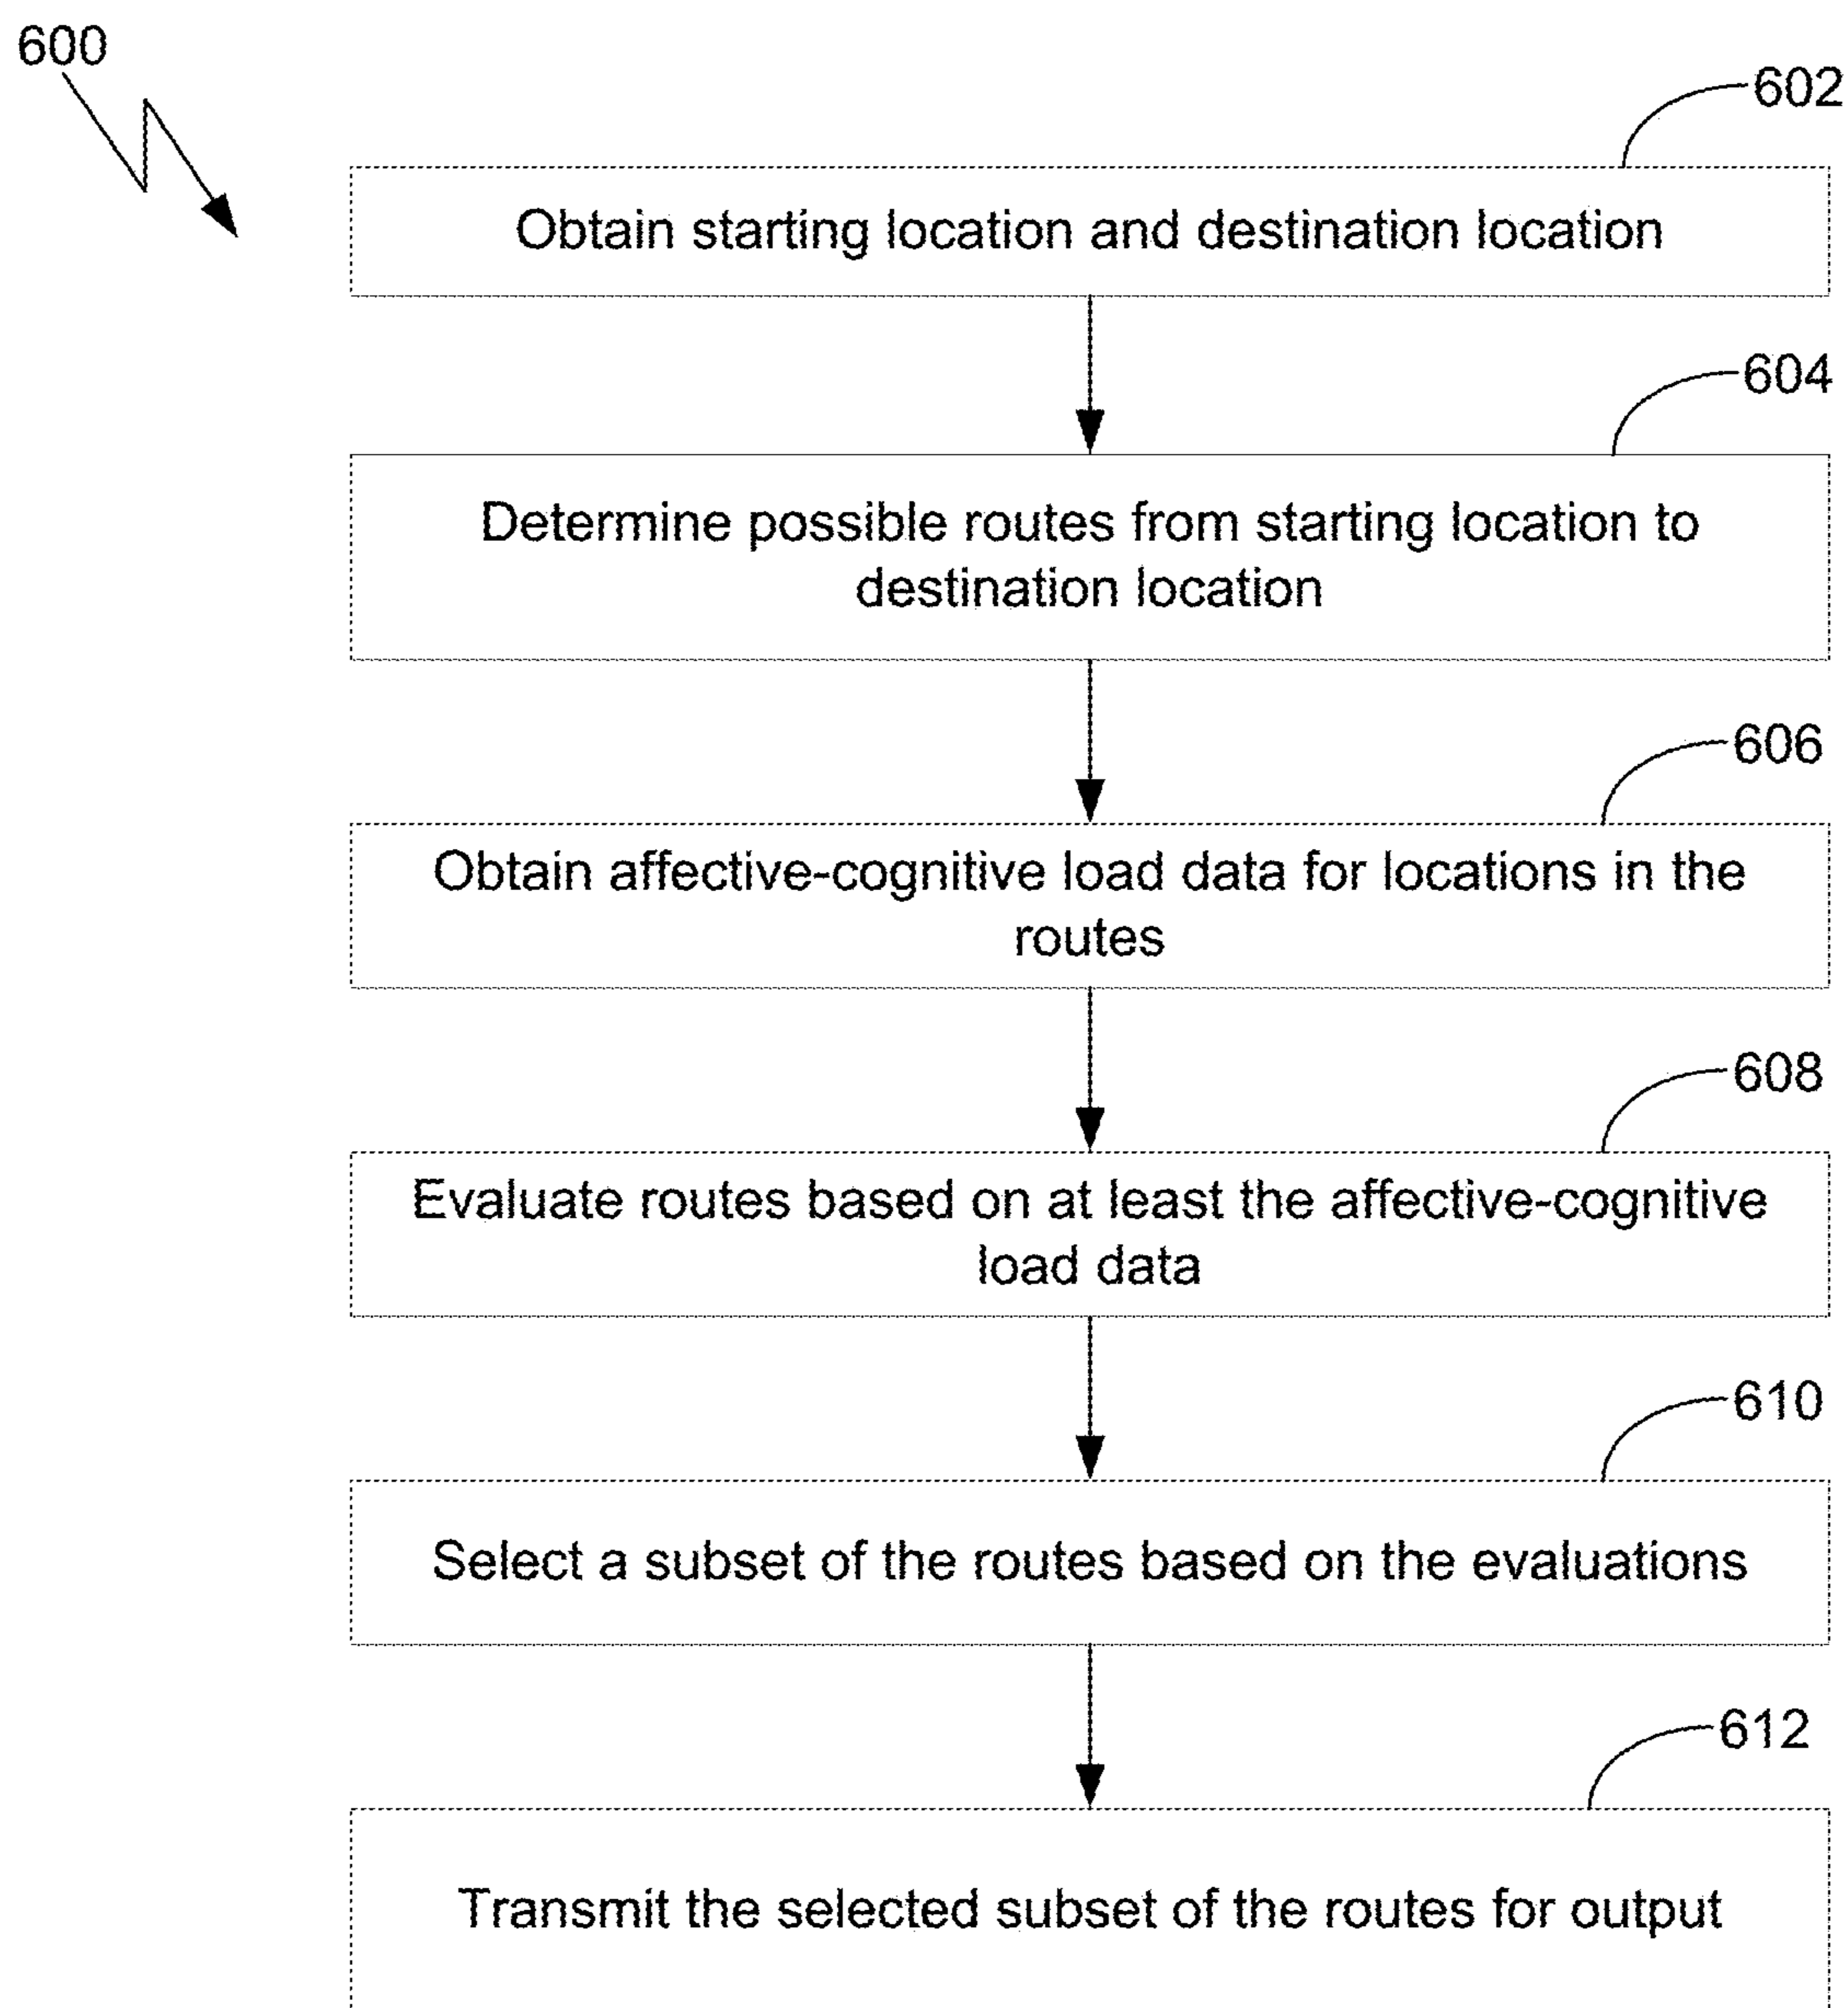 600
602
Obtain starting location and destination location
604
Determine possible routes from starting location to
destination location
606
Obtain affective-cognitive load data for locations in the
routes
608
Evaluate routes based on at least the affective-cognitive
load data
610
Select a subset of the routes based on the evaluations
612
Transmit the selected subset of the routes for output